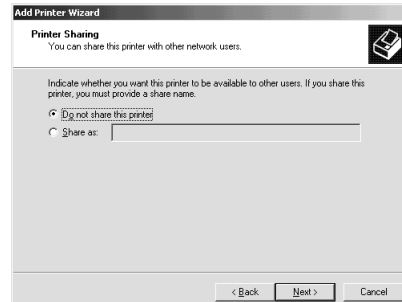 Add Printer Wizard
Printer Sharing
You can share this printer with other network users.
Indicate whether you want this printer to be available to other users. If you share this
printer, you must provide a share name.
Do not share this printer
Share as:
< Back Next > Cancel